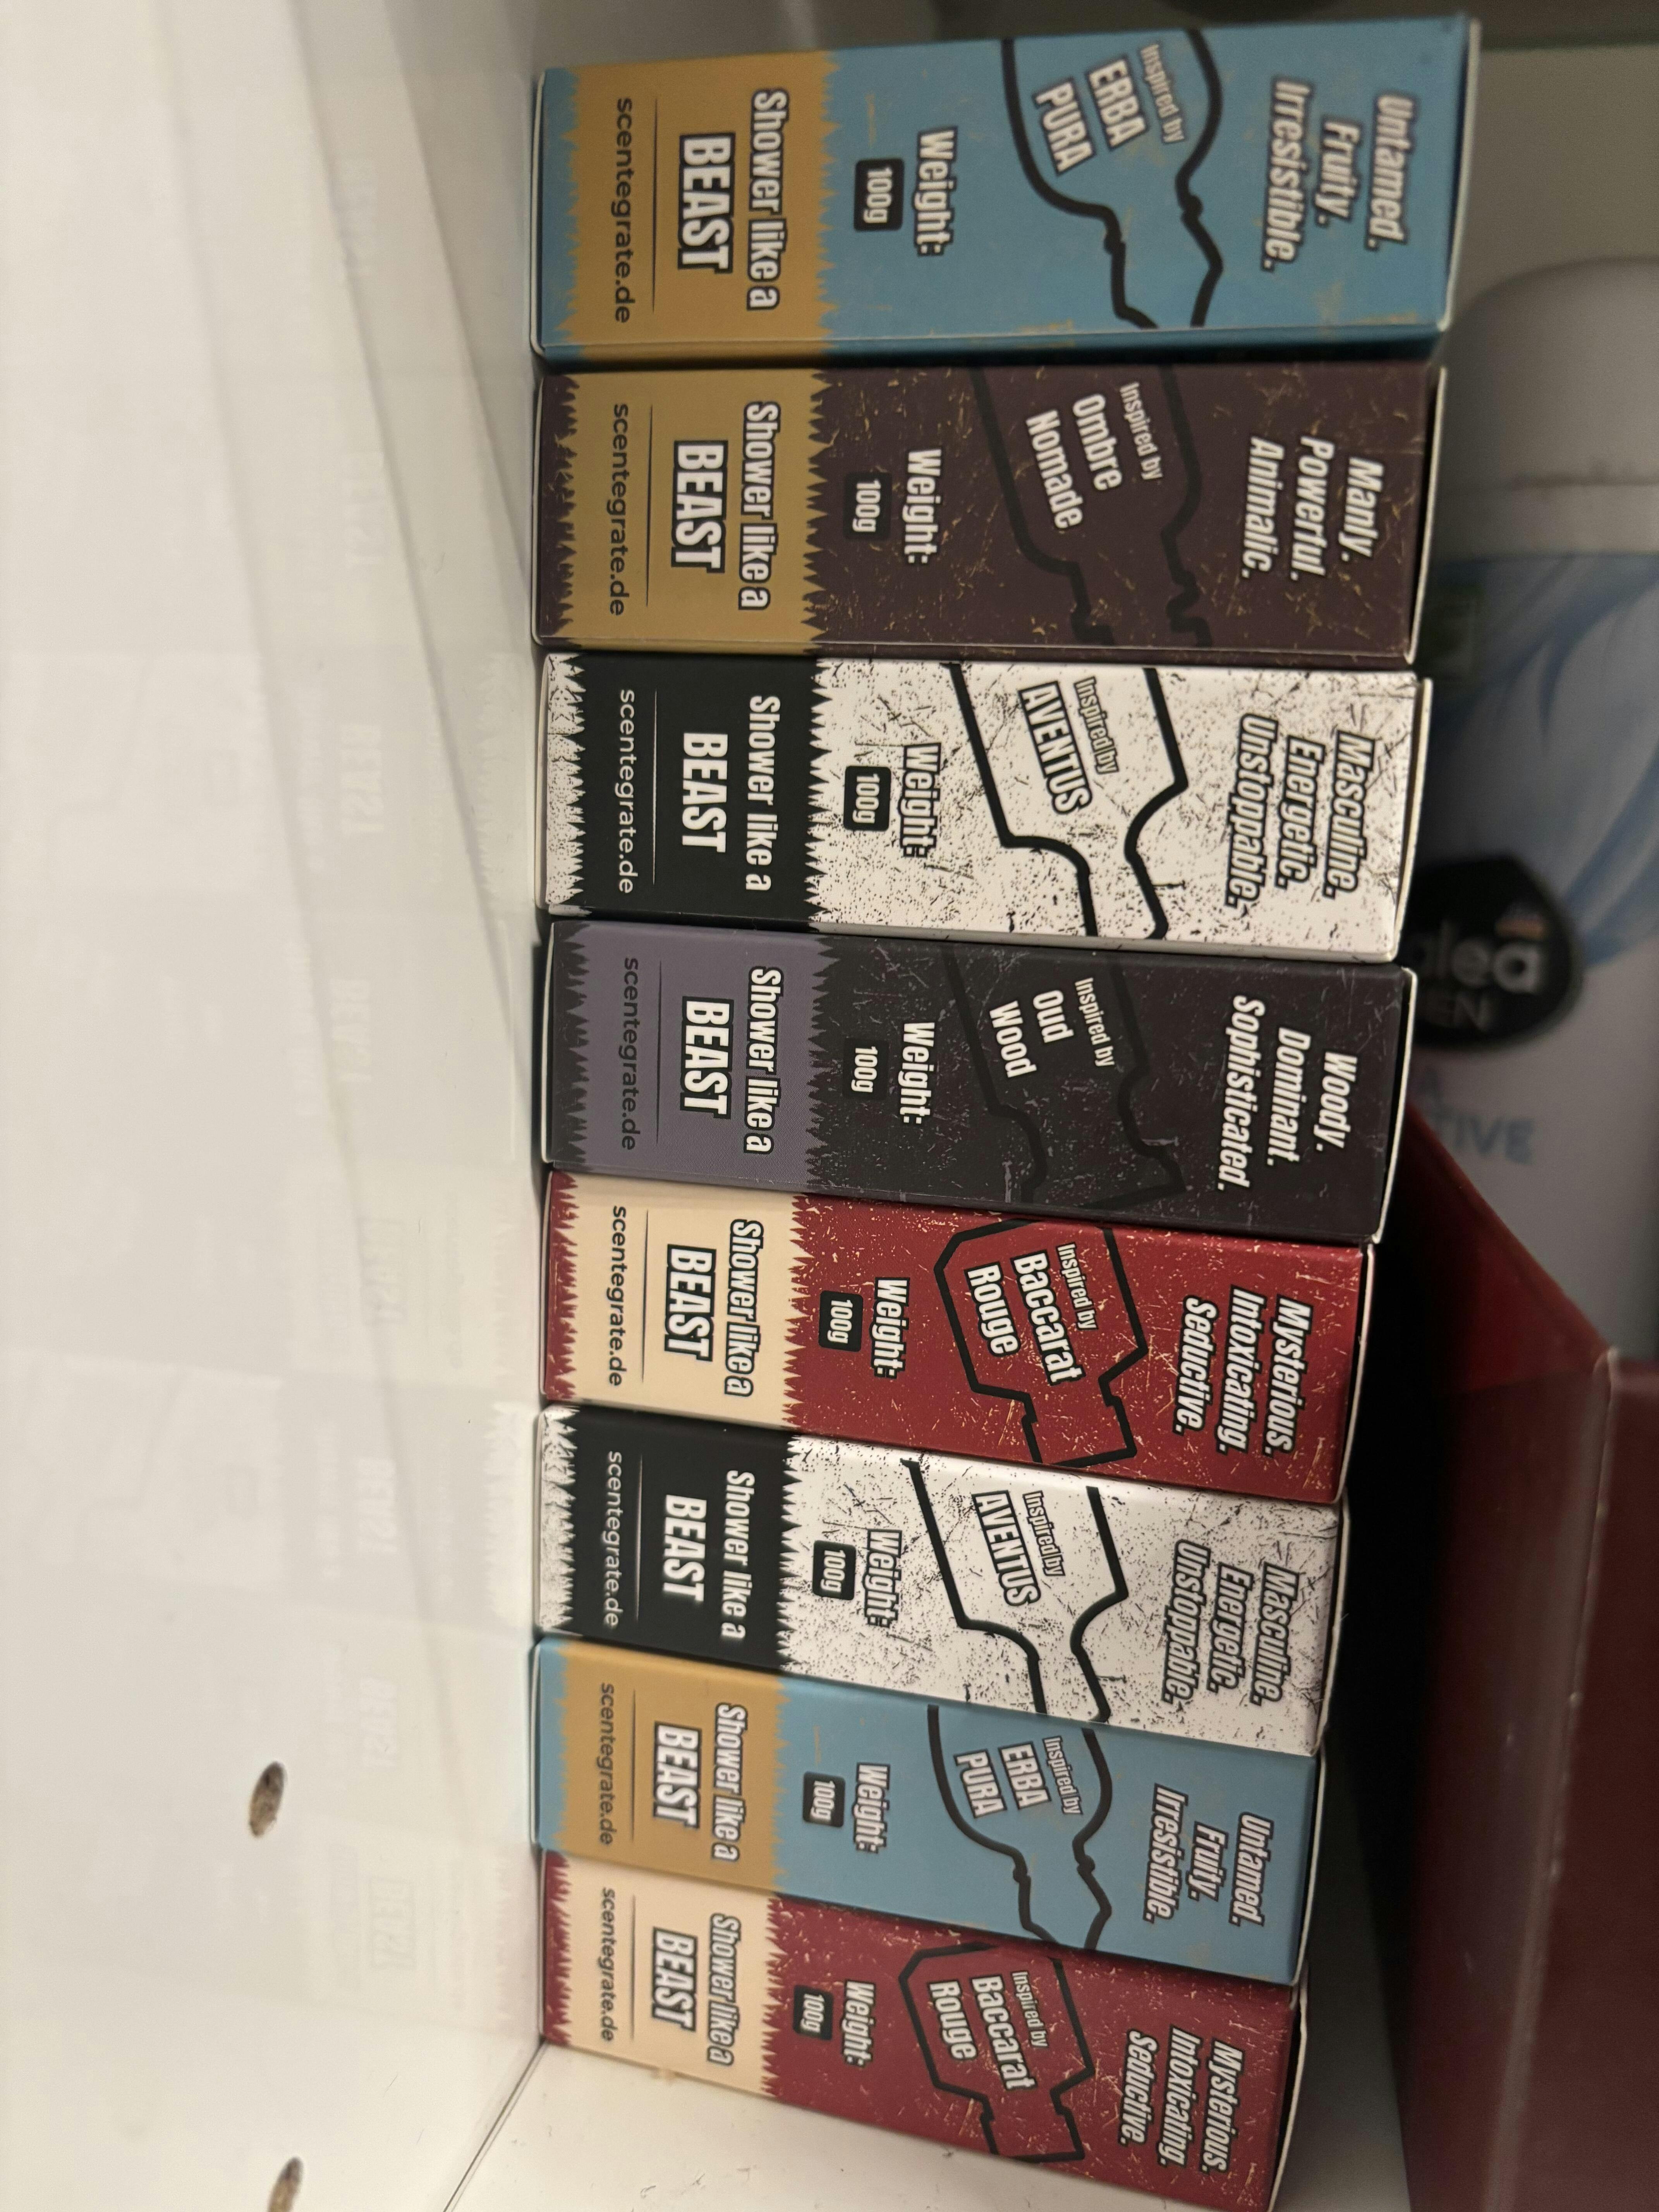 Untamed.
Fruity.
Irresistible.
Inspired by
ERBA
PURA
Weight:
100g
Shower like a
BEAST
scentegrate.de
Manly.
Powerful.
Animalic.
Inspired by
Ombre
Nomade
Weight:
100g
Shower like a
BEAST
scentegrate.de
Masculine.
Energetic.
Unstoppable.
Inspired by
AVENTUS
Weight:
100g
Shower like a
BEAST
scentegrate.de
Woody.
Dominant.
Sophisticated.
Inspired by
Oud
Wood
Weight:
100g
Shower like a
BEAST
scentegrate.de
Mysterious.
Intoxicating.
Seductive.
Inspired by
Baccarat
Rouge
Weight:
100g
Shower like a
BEAST
scentegrate.de
Masculine.
Energetic.
Unstoppable.
Inspired by
AVENTUS
Weight:
100g
Shower like a
BEAST
scentegrate.de
Untamed.
Fruity.
Irresistible.
Inspired by
ERBA
PURA
Weight:
100g
Shower like a
BEAST
scentegrate.de
Mysterious.
Intoxicating.
Seductive.
Inspired by
Baccarat
Rouge
Weight:
100g
Shower like a
BEAST
scentegrate.de